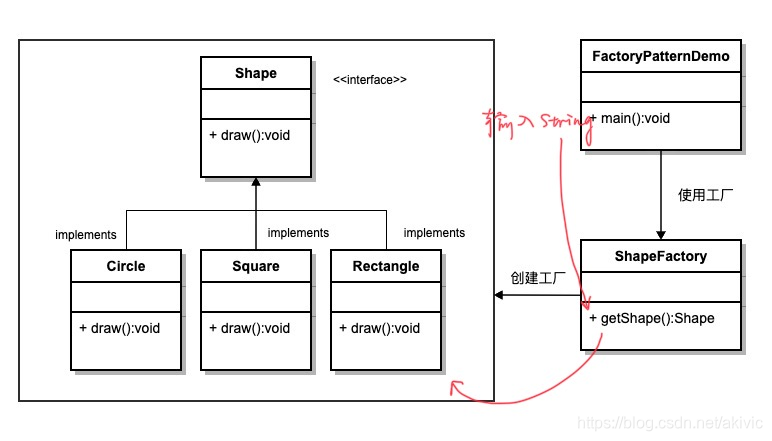 Shape
<<interface>>
+ draw():void
implements
implements
implements
Circle
+ draw():void
Square
+ draw():void
Rectangle
+ draw():void
FactoryPatternDemo
+ main():void
输入String
使用工厂
ShapeFactory
+ getShape():Shape
创建工厂
https://blog.csdn.net/akivic